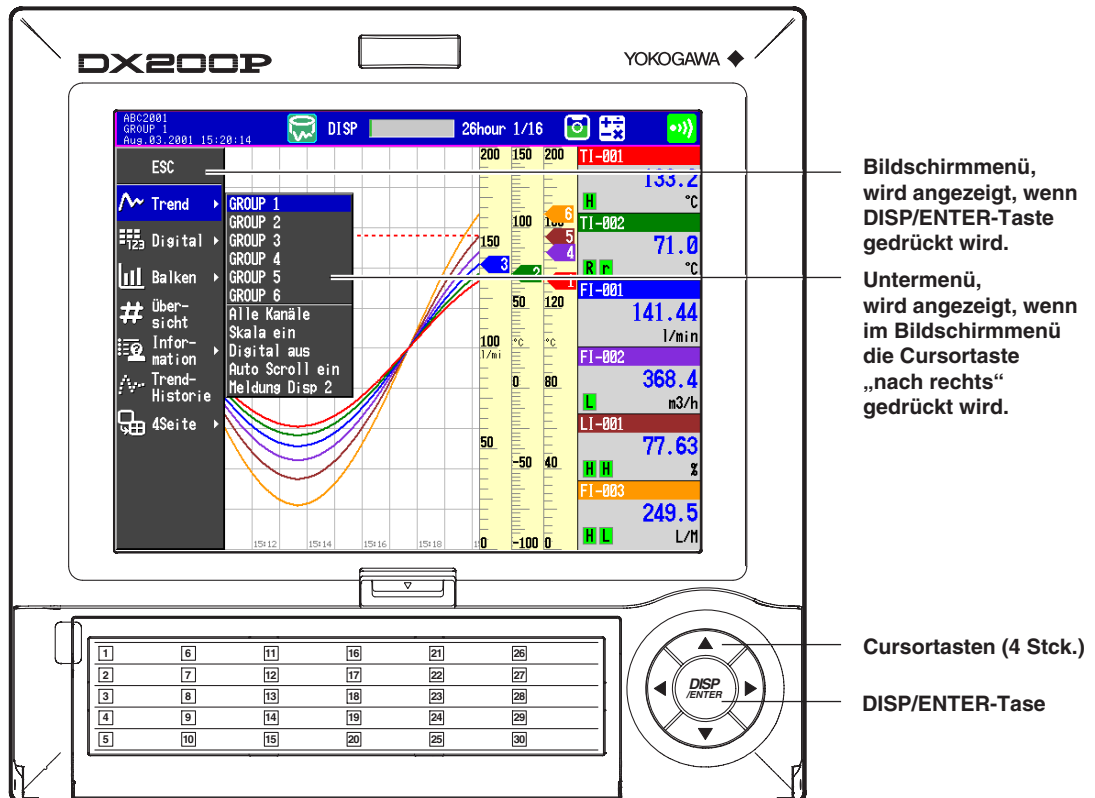 DX200P
YOKOGAWA
ABC2001
GROUP 1
Aug.03.2001 15:20:14
DISP
26hour 1/16
ESC
Trend
Digital
Balken
Über-
sicht
Infor-
mation
Trend-
Historie
4Seite
GROUP 1
GROUP 2
GROUP 3
GROUP 4
GROUP 5
GROUP 6
Alle Kanäle
Skala ein
Digital aus
Auto Scroll ein
Meldung Disp 2
15:12
15:14
15:16
15:18
200
150
100
l/mi
50
0
150
100
50
°C
0
-50
-100
200
120
°C
80
40
0
3
2
6
5
4
1
TI-001
133.2
H °C
TI-002
71.0
R r °C
FI-001
141.44
l/min
FI-002
368.4
L m3/h
LI-001
77.63
H H %
FI-003
249.5
H L L/M
Bildschirmmenü,
wird angezeigt, wenn
DISP/ENTER-Taste
gedrückt wird.
Untermenü,
wird angezeigt, wenn
im Bildschirmmenü
die Cursortaste
„nach rechts“
gedrückt wird.
1 6 11 16 21 26
2 7 12 17 22 27
3 8 13 18 23 28
4 9 14 19 24 29
5 10 15 20 25 30
DISP
/ENTER
Cursortasten (4 Stck.)
DISP/ENTER-Tase